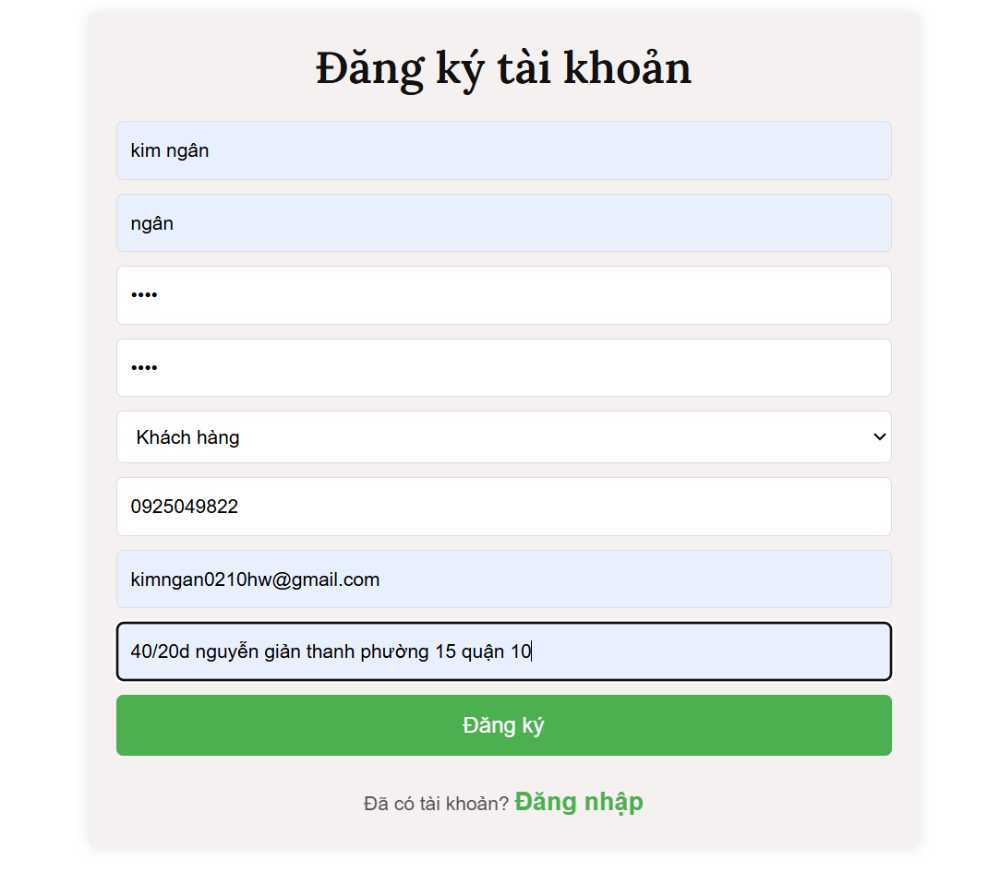 Đăng ký tài khoản
kim ngân
ngân
••••
••••
Khách hàng
0925049822
kimngan0210hw@gmail.com
40/20d nguyễn giản thanh phường 15 quận 10
Đăng ký
Đã có tài khoản? Đăng nhập